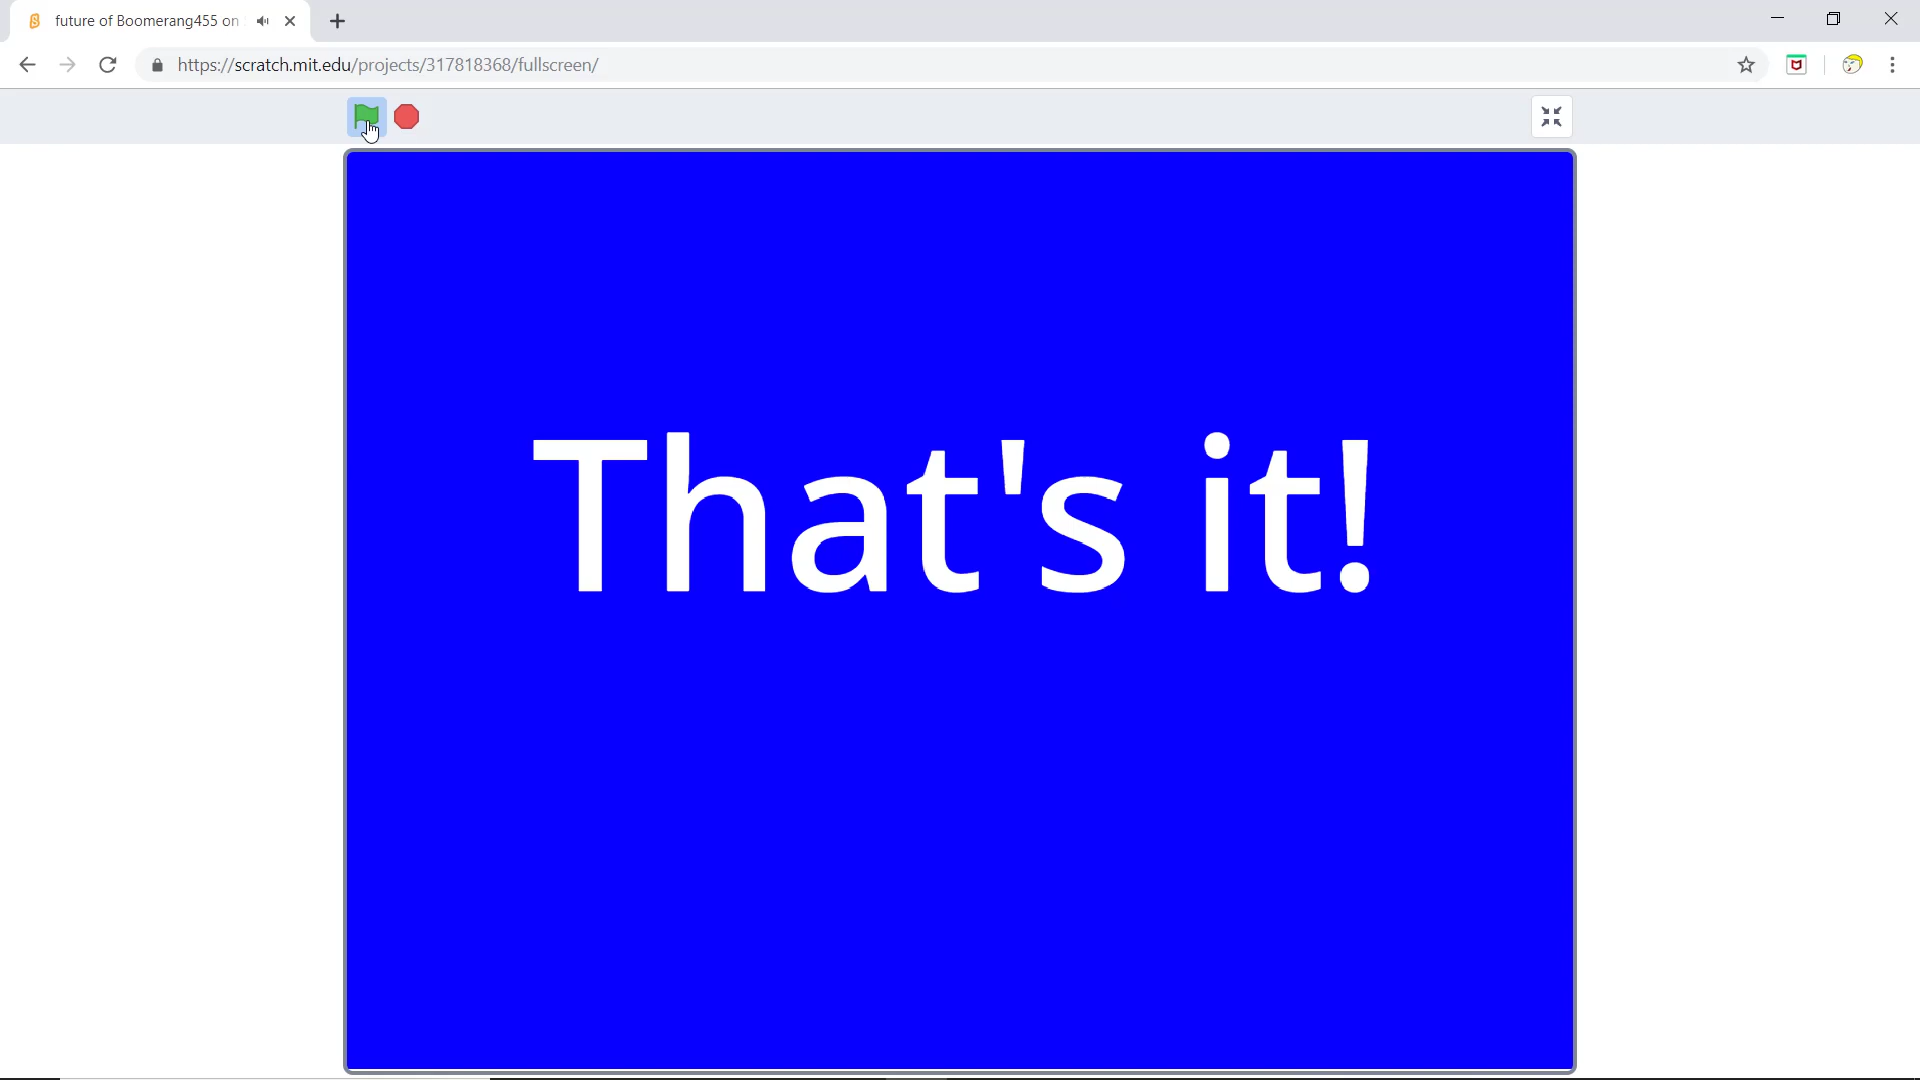 future of Boomerang455 on
https://scratch.mit.edu/projects/317818368/fullscreen/
That's it!